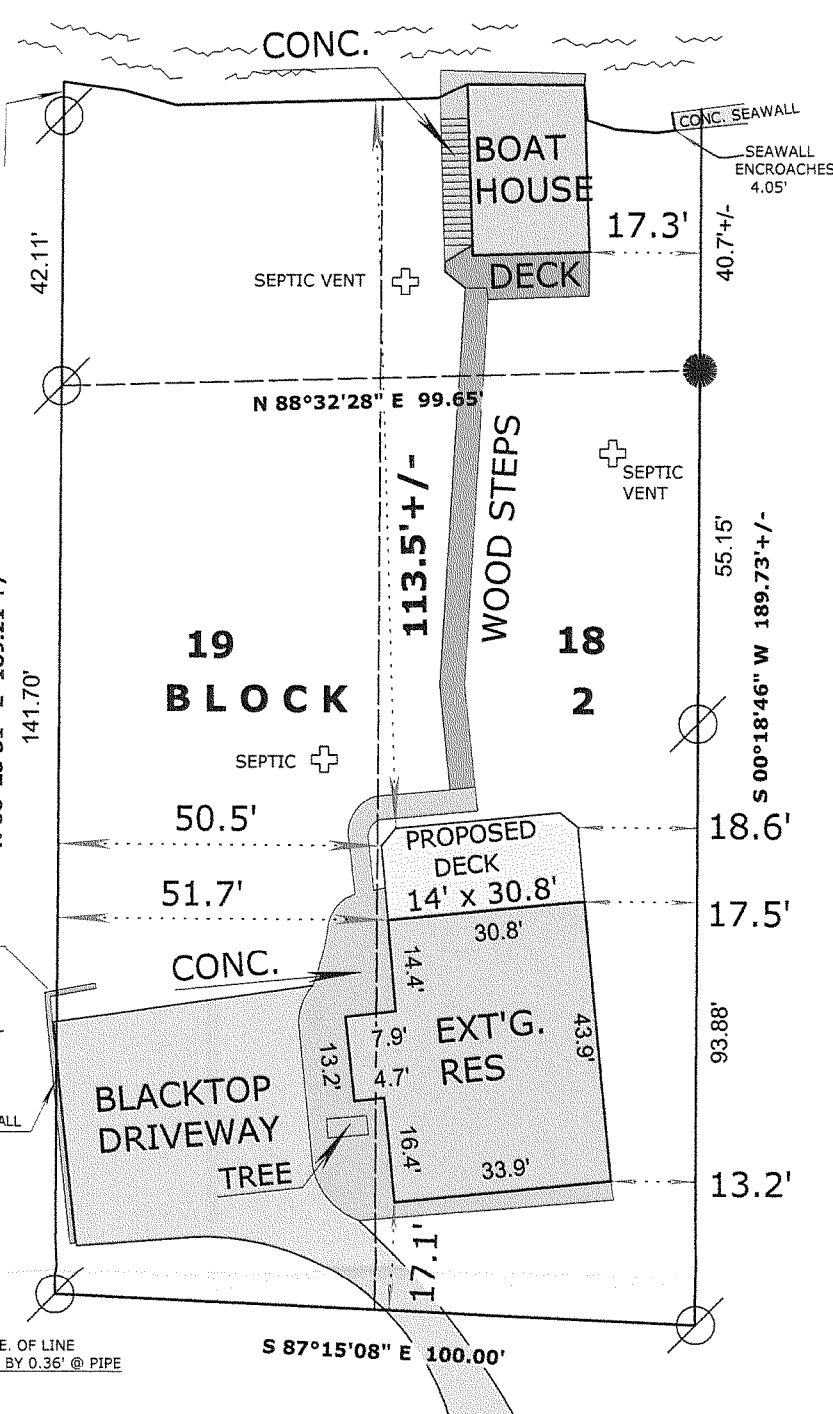 CONC.
CONC. SEAWALL
BOAT
HOUSE
SEAWALL
ENCROACHES
4.05'
17.3'
40.7'+/-
42.11'
SEPTIC VENT
DECK
N 88°32'28" E 99.65'
113.5'+/-
WOOD STEPS
SEPTIC
VENT
55.15'
S 00°18'46" W 189.73'+/-
19
18
BLOCK
2
141.70'
SEPTIC
50.5'
PROPOSED
DECK
14' x 30.8'
18.6'
51.7'
17.5'
30.8'
CONC.
14.4'
EXT'G.
RES
43.9'
93.88'
7.9'
13.2'
4.7'
BLACKTOP
DRIVEWAY
TREE
16.4'
33.9'
13.2'
ALL
17.1'
S 87°15'08" E 100.00'
E. OF LINE
BY 0.36' @ PIPE